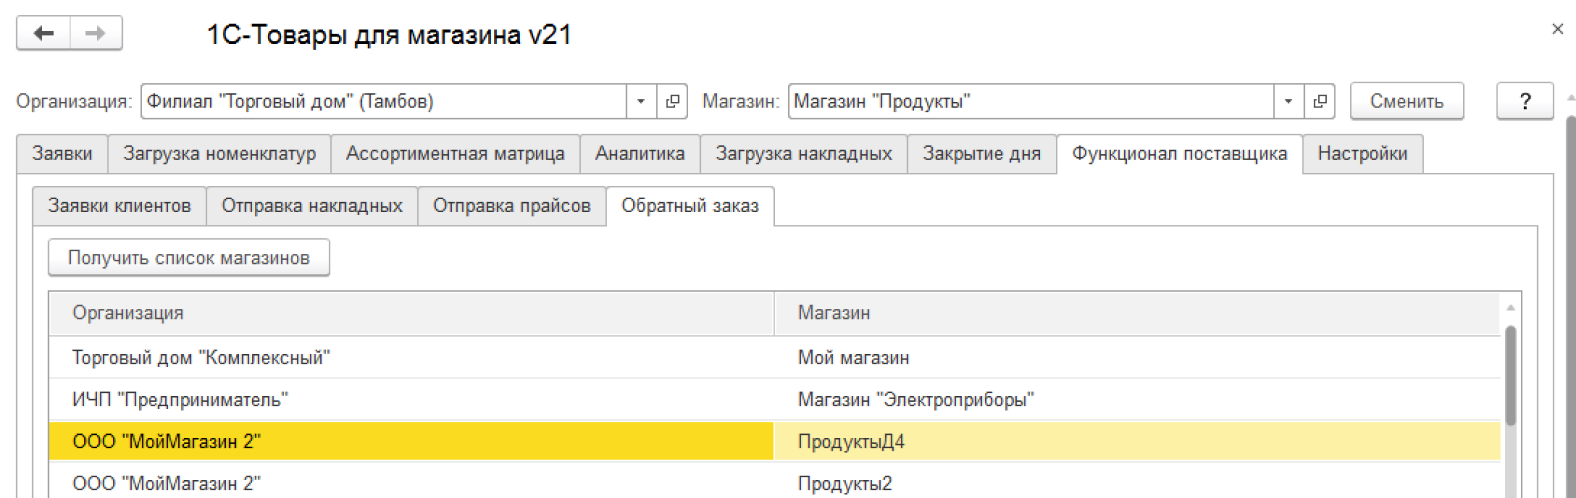 1С-Товары для магазина v21
Организация: Филиал "Торговый дом" (Тамбов) Магазин: Магазин "Продукты" Сменить ?
Заявки Загрузка номенклатур Ассортиментная матрица Аналитика Загрузка накладных Закрытие дня Функционал поставщика Настройки
Заявки клиентов Отправка накладных Отправка прайсов Обратный заказ
Получить список магазинов
Организация Магазин
Торговый дом "Комплексный" Мой магазин
ИЧП "Предприниматель" Магазин "Электроприборы"
ООО "МойМагазин 2" ПродуктыД4
ООО "МойМагазин 2" Продукты2